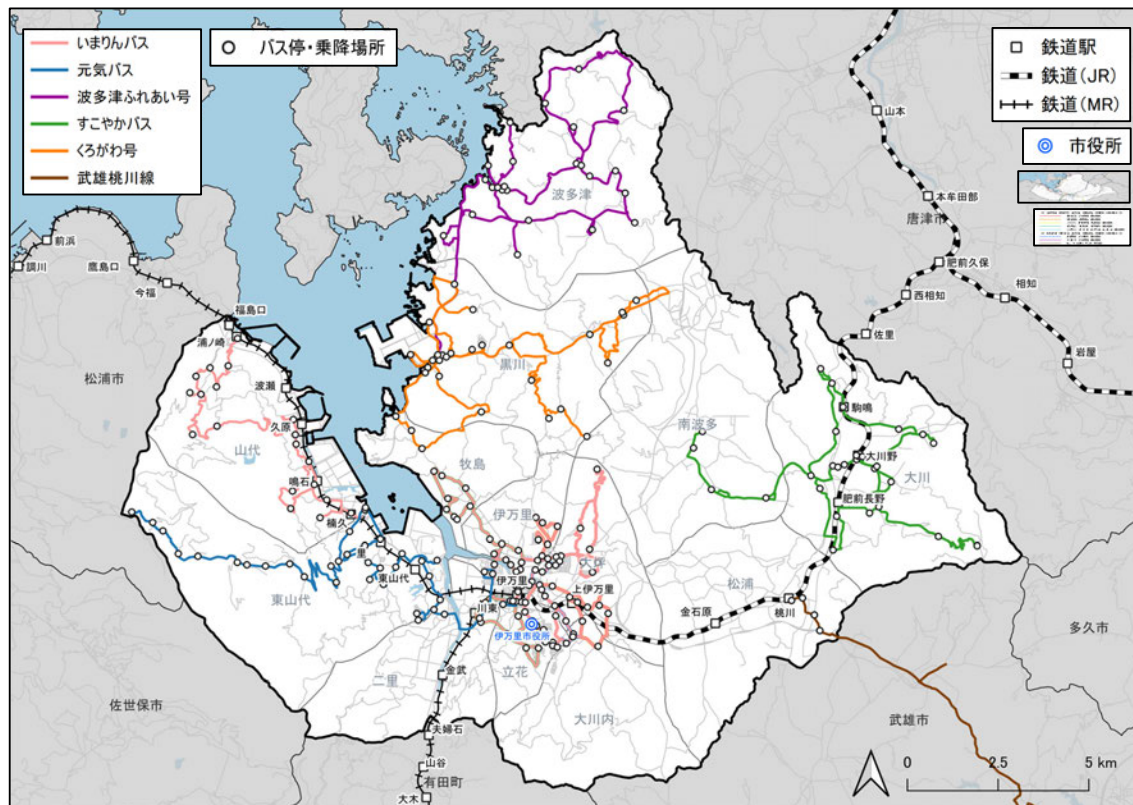 いまりんバス
元気バス
波多津ふれあい号
すこやかバス
くろがわ号
武雄桃川線
バス停・乗降場所
鉄道駅
鉄道(JR)
鉄道(MR)
市役所
山本
本牟田部
唐津市
肥前久保
相知
西相知
佐里
岩屋
波多津
前浜
調川
鷹島口
今福
福島口
浦ノ崎
松浦市
波瀬
久原
山代
鳴石
楠久
里
東山代
東山代
黒川
牧島
南波多
駒鳴
大川野
大川
肥前長野
伊万里
大坪
伊万里
上伊万里
川東
伊万里市役所
松浦
金石原
桃川
多久市
立花
二里
金武
大川内
佐世保市
夫婦石
武雄市
山谷
有田町
大木
0 2.5 5 km